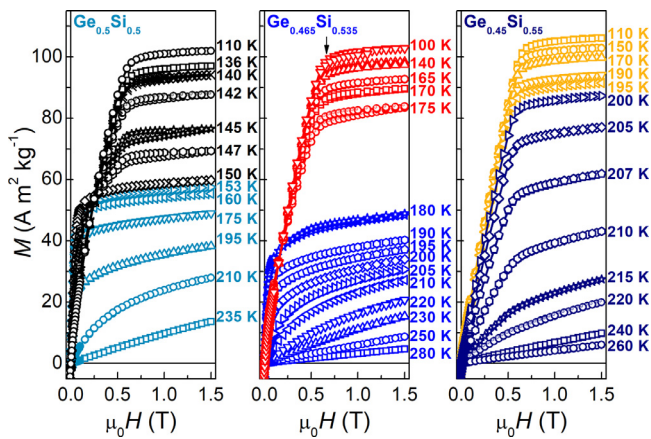 Ge0.5Si0.5
Ge0.465Si0.535
Ge0.45Si0.55
M (A m² kg⁻¹)
100
80
60
40
20
0
110 K
136 K
140 K
142 K
145 K
147 K
150 K
153 K
160 K
175 K
195 K
210 K
235 K
100 K
140 K
165 K
170 K
175 K
180 K
190 K
195 K
200 K
205 K
210 K
220 K
230 K
250 K
280 K
110 K
150 K
170 K
190 K
195 K
200 K
205 K
207 K
210 K
215 K
220 K
240 K
260 K
0.0 0.5 1.0 1.5
0.0 0.5 1.0 1.5
0.0 0.5 1.0 1.5
μ₀H (T)
μ₀H (T)
μ₀H (T)